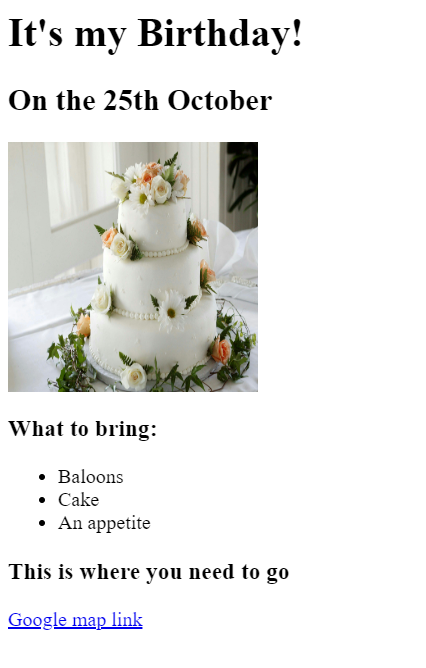 It's my Birthday!
On the 25th October
What to bring:
Baloons
Cake
An appetite
This is where you need to go
Google map link